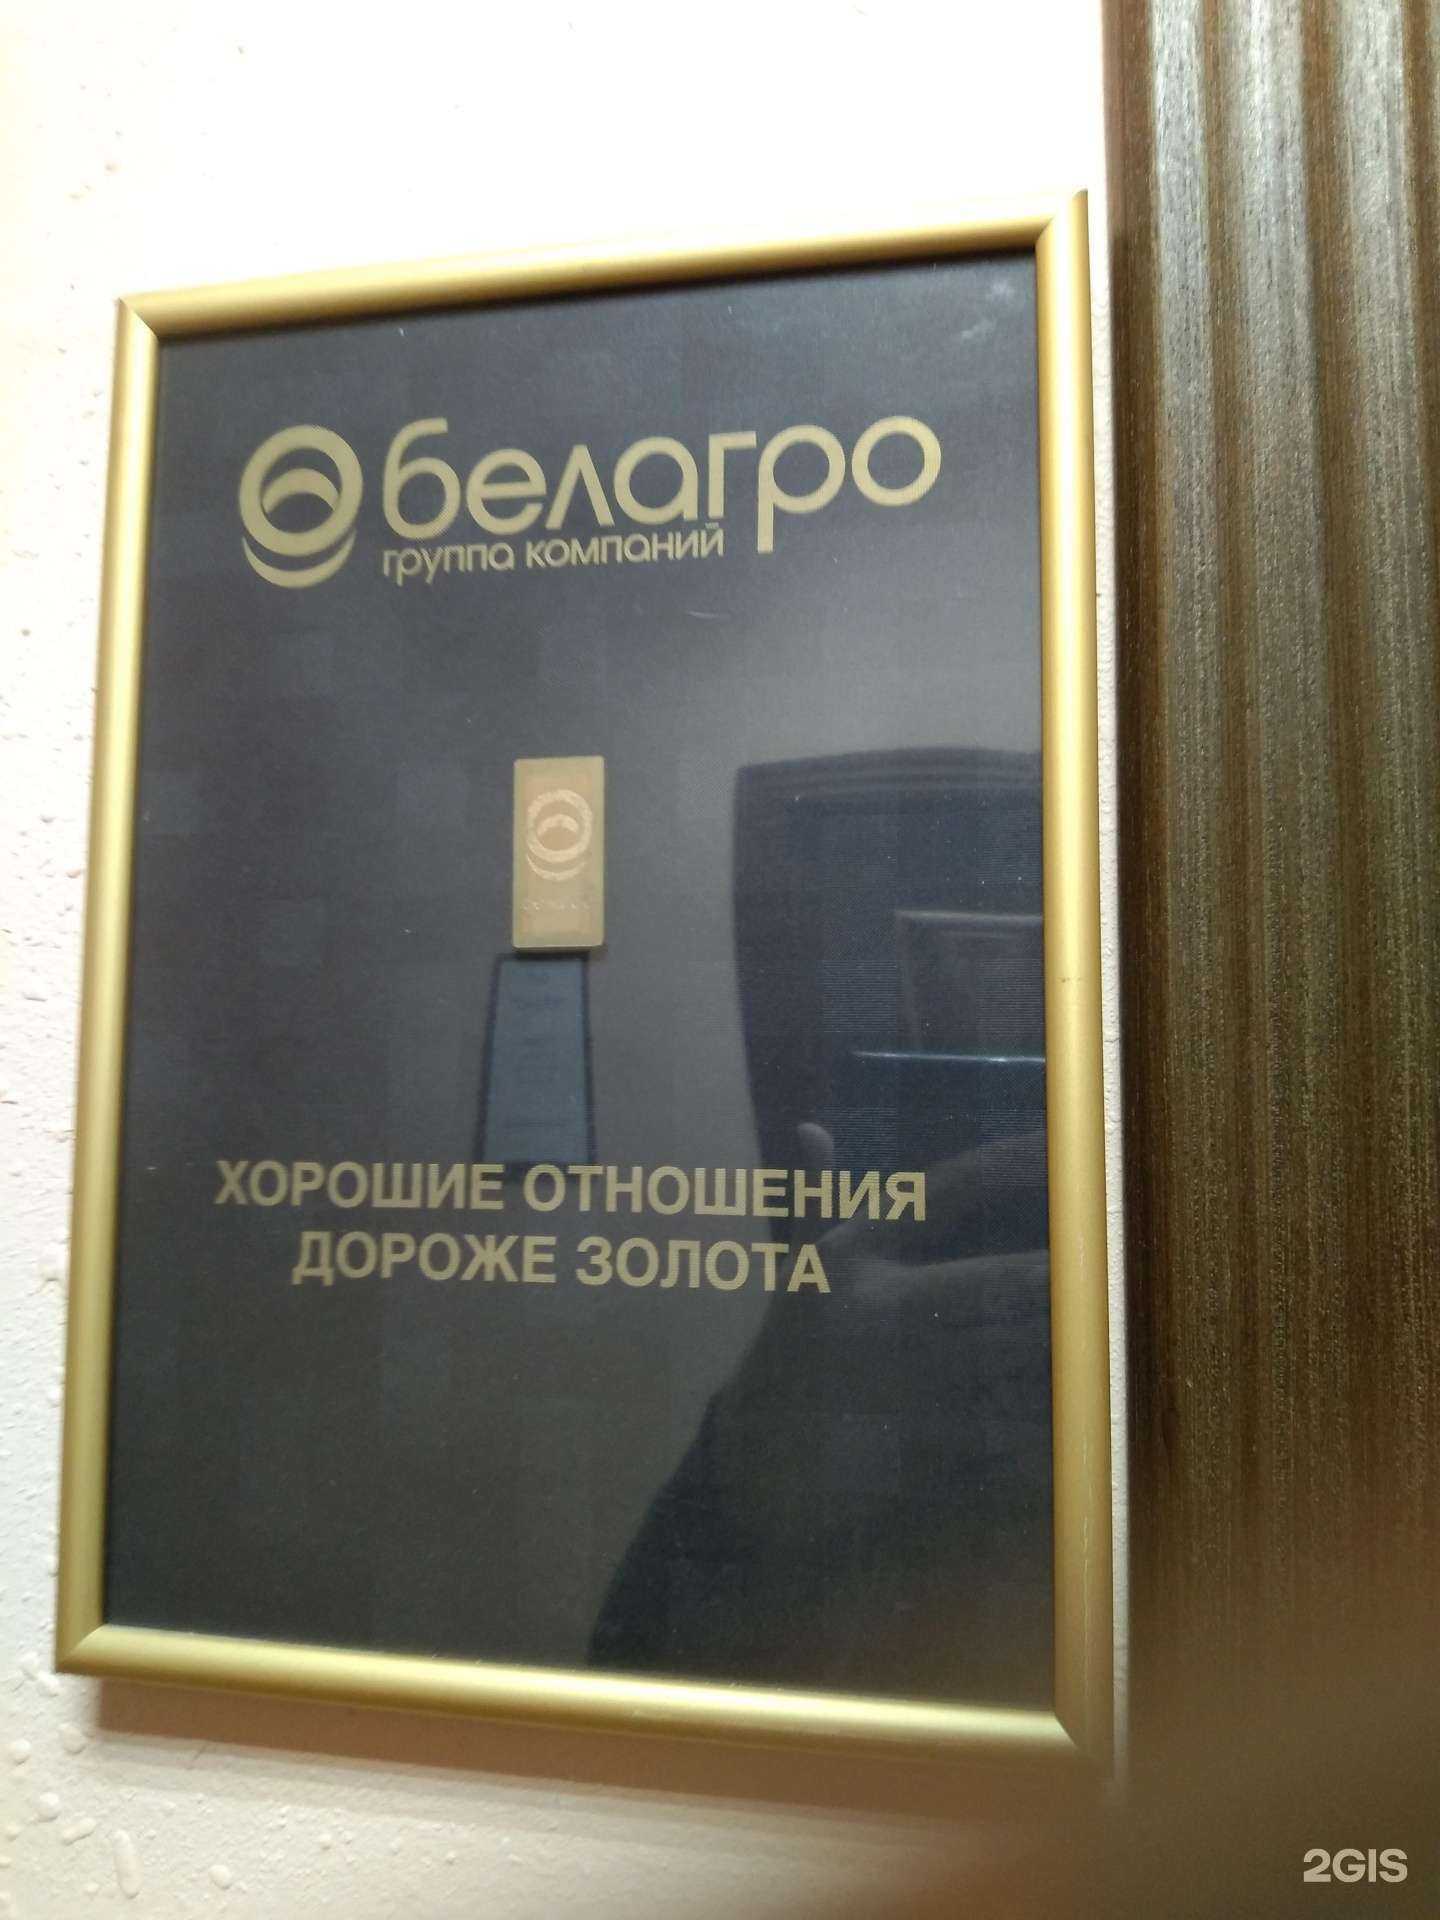 белагро
группа компаний
ХОРОШИЕ ОТНОШЕНИЯ
ДОРОЖЕ ЗОЛОТА
2GIS